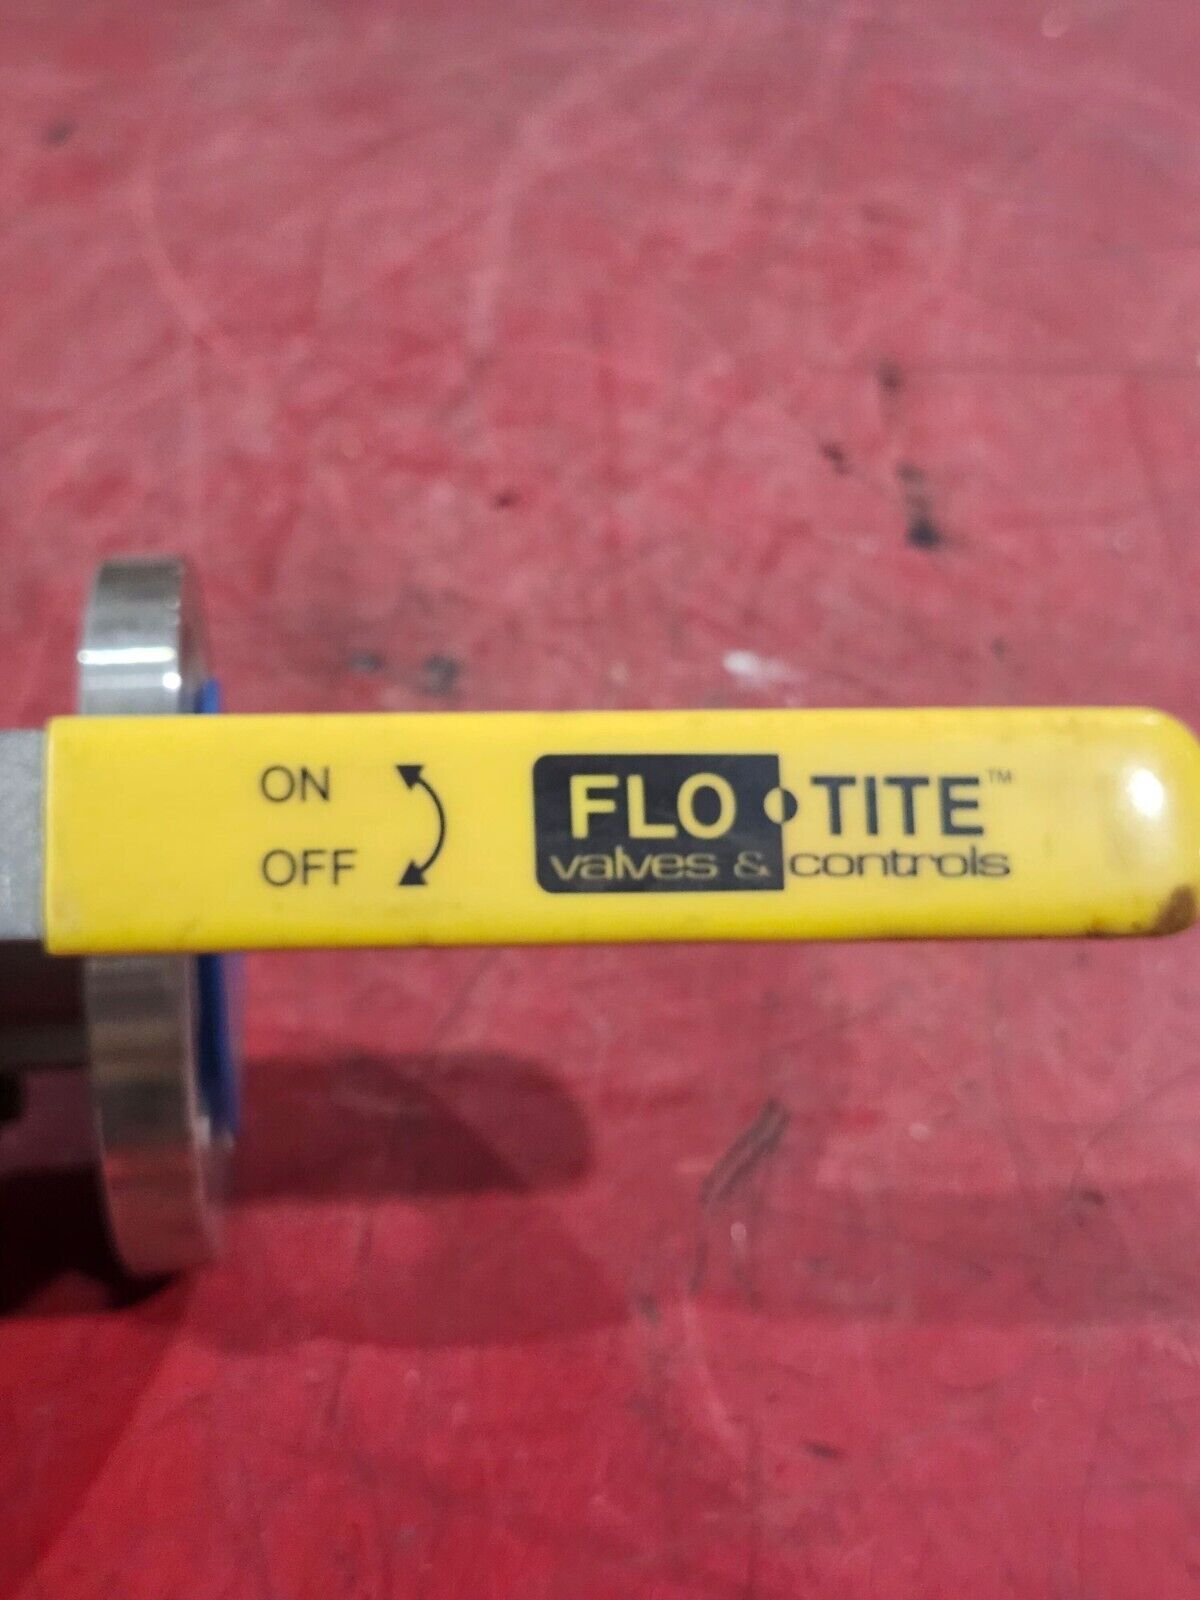 ON
OFF
FLO TITE™
valves & controls